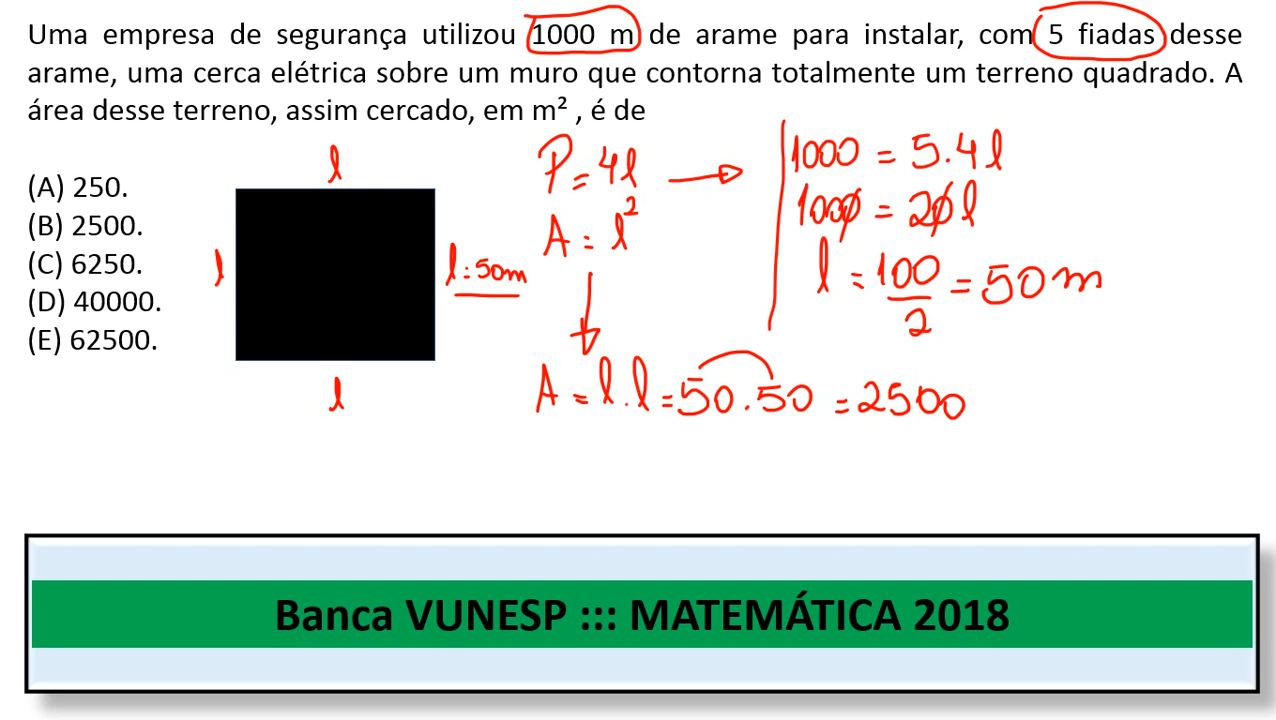 Uma empresa de segurança utilizou 1000 m de arame para instalar, com 5 fiadas desse
arame, uma cerca elétrica sobre um muro que contorna totalmente um terreno quadrado. A
área desse terreno, assim cercado, em m² , é de
(A) 250.
(B) 2500.
(C) 6250.
(D) 40000.
(E) 62500.
l
l
l = 50m
l
P = 4l
A = l²
1000 = 5.4l
1000 = 20l
l = 100/2 = 50m
A = l.l = 50.50 = 2500
Banca VUNESP ::: MATEMÁTICA 2018